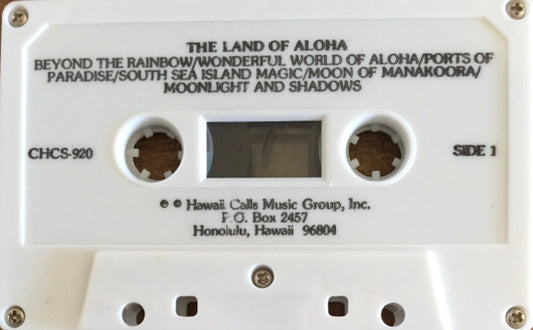 THE LAND OF ALOHA
BEYOND THE RAINBOW/WONDERFUL WORLD OF ALOHA/PORTS OF
PARADISE/SOUTH SEA ISLAND MAGIC/MOON OF MANAKOORA/
MOONLIGHT AND SHADOWS
CHCS-920
SIDE 1
℗ © Hawaii Calls Music Group, Inc.
P.O. Box 2457
Honolulu, Hawaii 96804